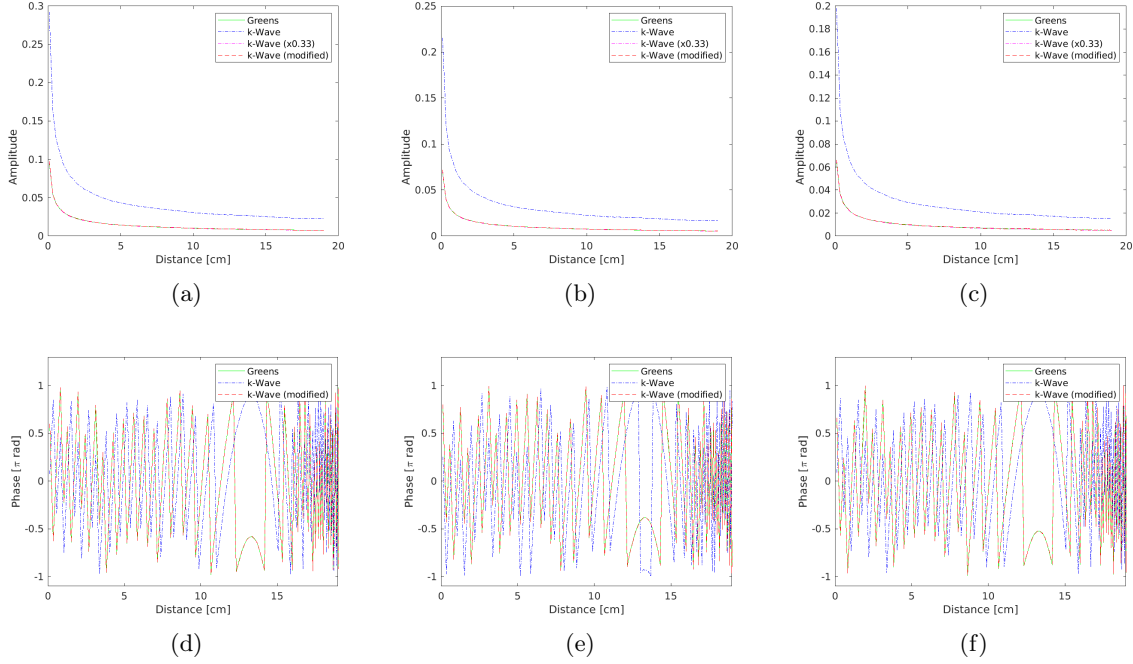 0.3
0.25
0.2
0.15
0.1
0.05
0
Amplitude
0 5 10 15 20
Distance [cm]
Greens
k-Wave
k-Wave (x0.33)
k-Wave (modified)
(a)
0.25
0.2
0.15
0.1
0.05
0
Amplitude
0 5 10 15 20
Distance [cm]
Greens
k-Wave
k-Wave (x0.33)
k-Wave (modified)
(b)
0.2
0.18
0.16
0.14
0.12
0.1
0.08
0.06
0.04
0.02
0
Amplitude
0 5 10 15 20
Distance [cm]
Greens
k-Wave
k-Wave (x0.33)
k-Wave (modified)
(c)
1
0.5
0
-0.5
-1
Phase [π rad]
0 5 10 15
Distance [cm]
Greens
k-Wave
k-Wave (modified)
(d)
1
0.5
0
-0.5
-1
Phase [π rad]
0 5 10 15
Distance [cm]
Greens
k-Wave
k-Wave (modified)
(e)
1
0.5
0
-0.5
-1
Phase [π rad]
0 5 10 15
Distance [cm]
Greens
k-Wave
k-Wave (modified)
(f)